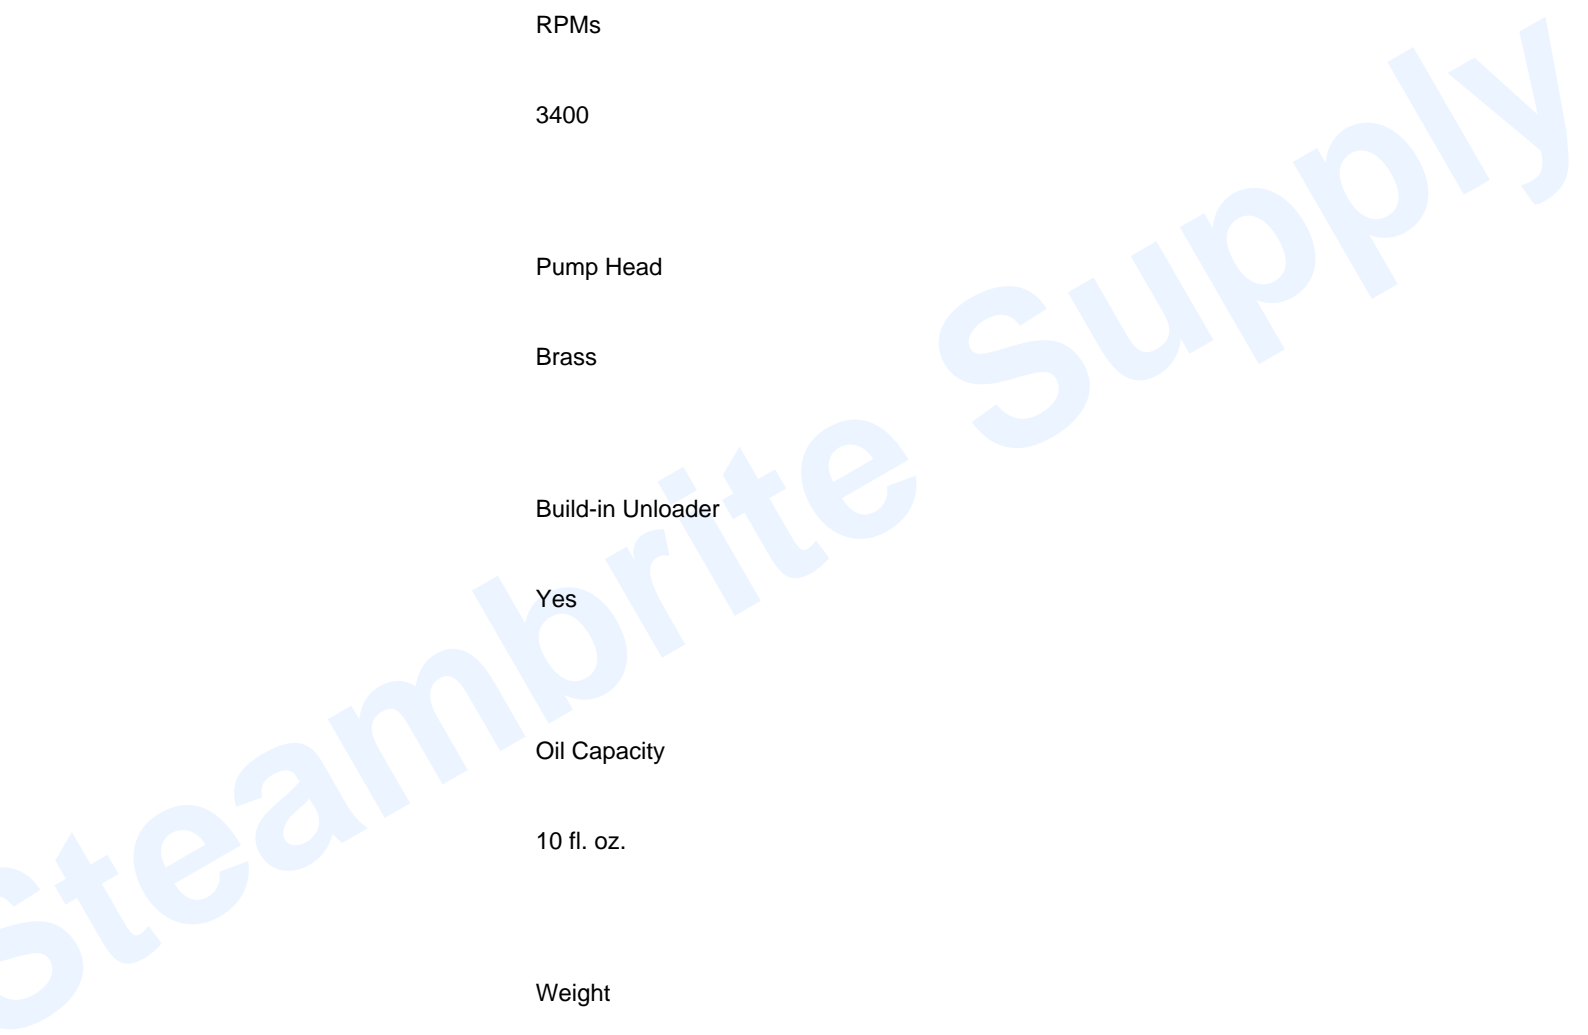 RPMs
3400
Pump Head
Brass
Build-in Unloader
Yes
Oil Capacity
10 fl. oz.
Weight
Steambrite Supply